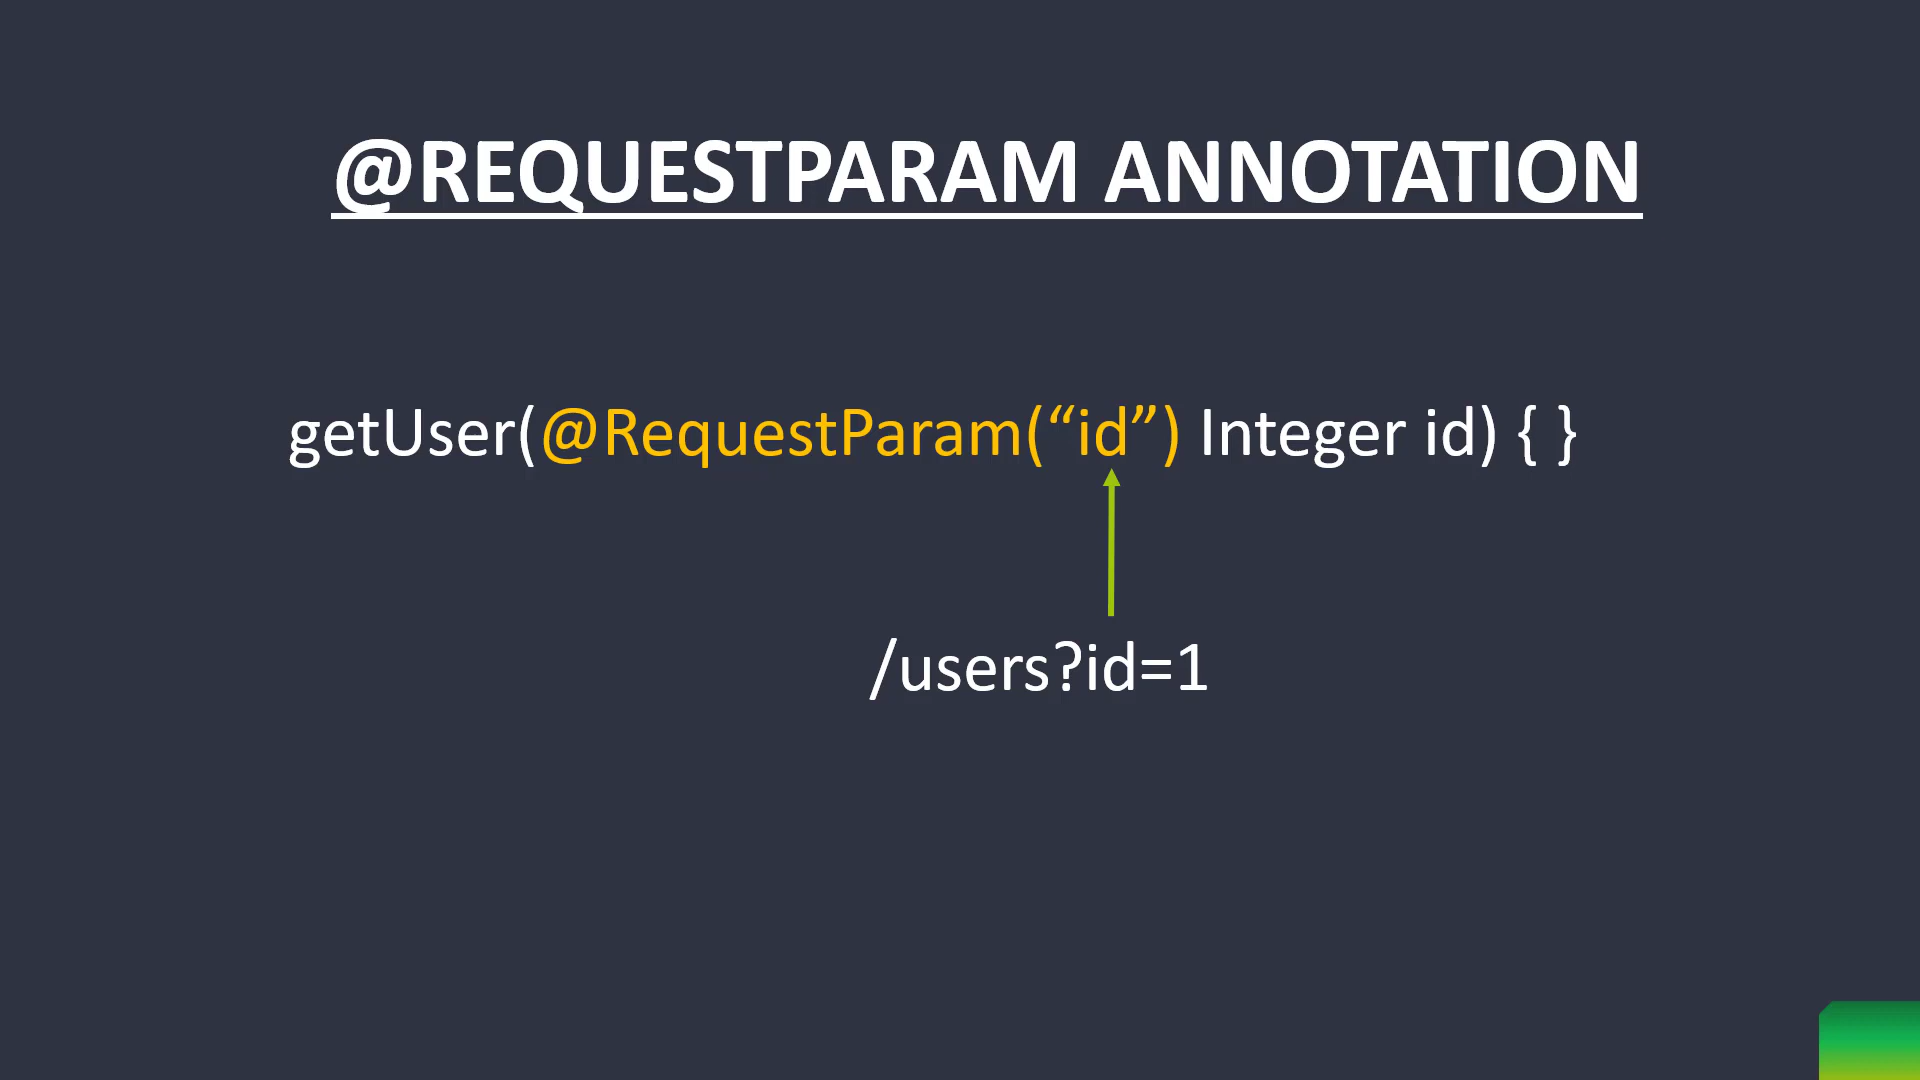 @REQUESTPARAM ANNOTATION
getUser(@RequestParam(“id”) Integer id) { }
/users?id=1